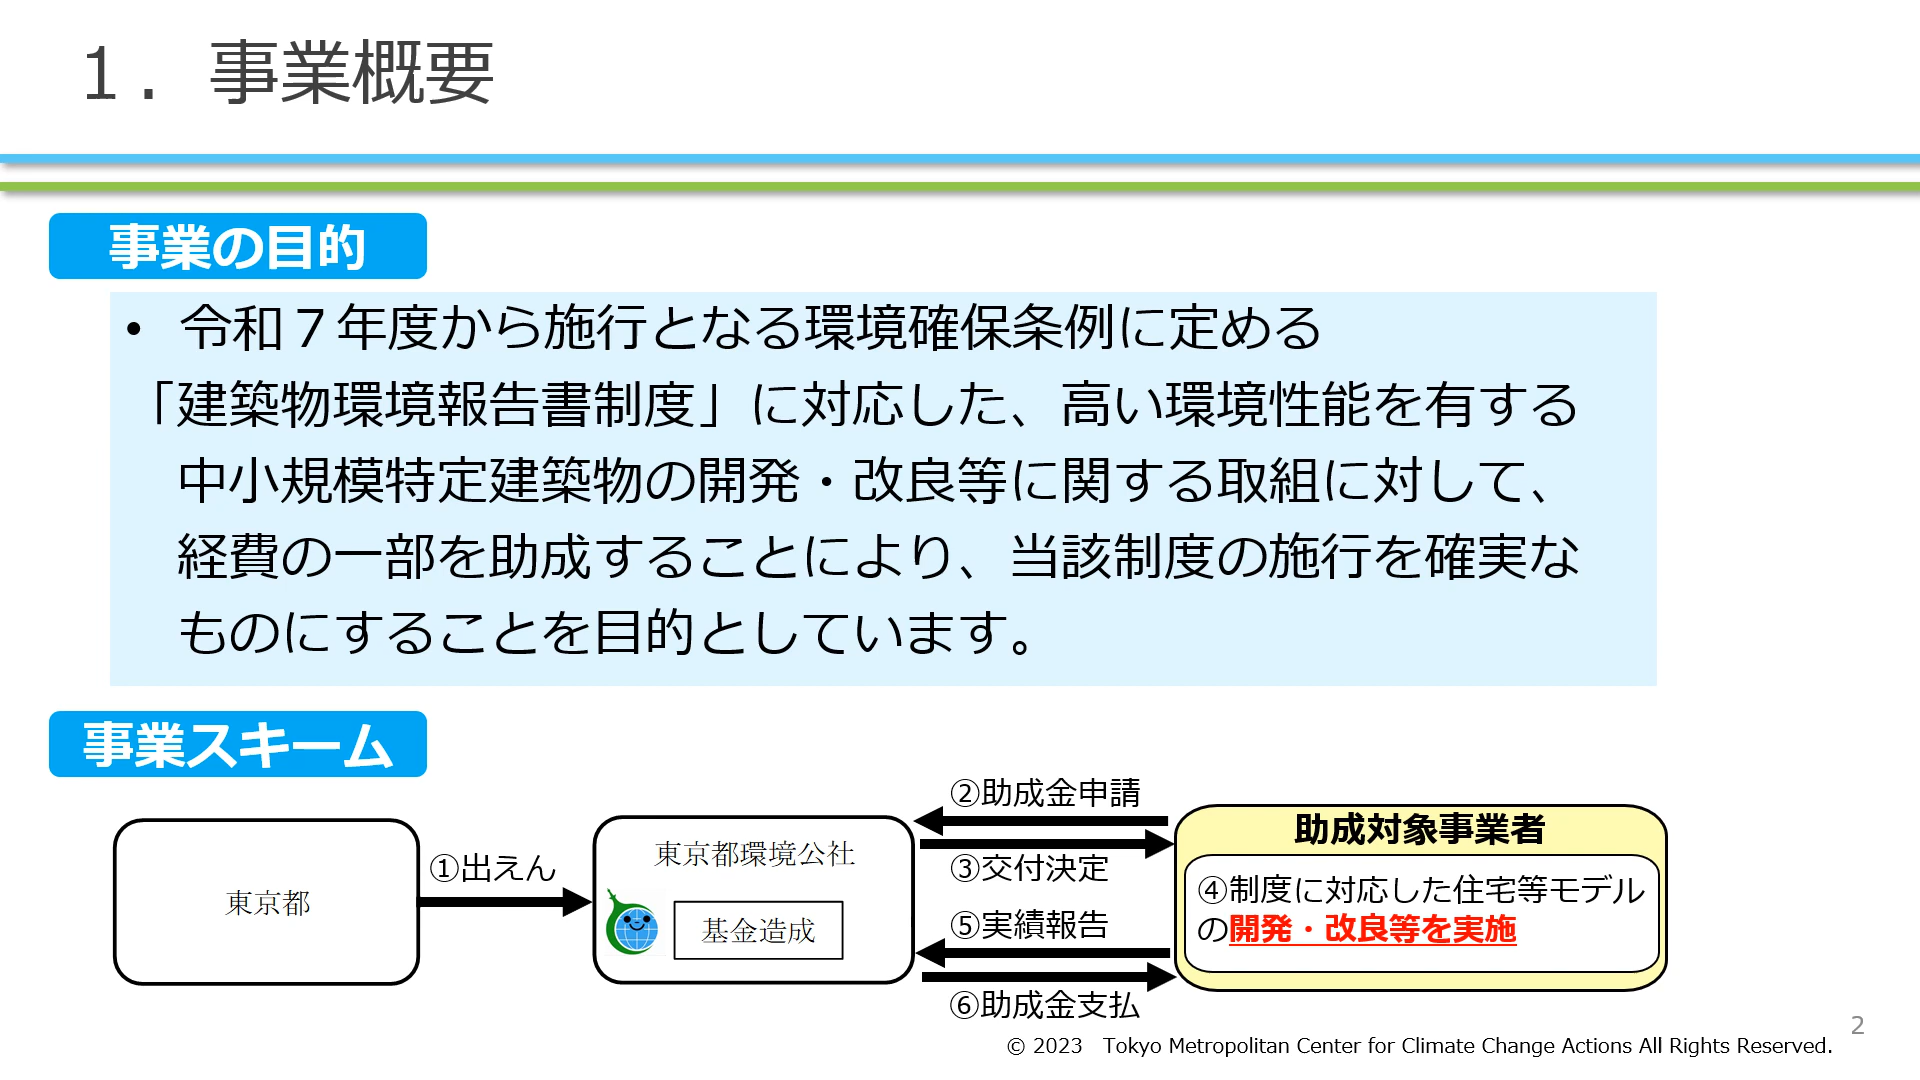 １．事業概要
事業の目的
• 令和７年度から施行となる環境確保条例に定める
「建築物環境報告書制度」に対応した、高い環境性能を有する
中小規模特定建築物の開発・改良等に関する取組に対して、
経費の一部を助成することにより、当該制度の施行を確実な
ものにすることを目的としています。
事業スキーム
東京都
①出えん
東京都環境公社
基金造成
②助成金申請
③交付決定
⑤実績報告
⑥助成金支払
助成対象事業者
④制度に対応した住宅等モデル
の開発・改良等を実施
2
© 2023　Tokyo Metropolitan Center for Climate Change Actions All Rights Reserved.